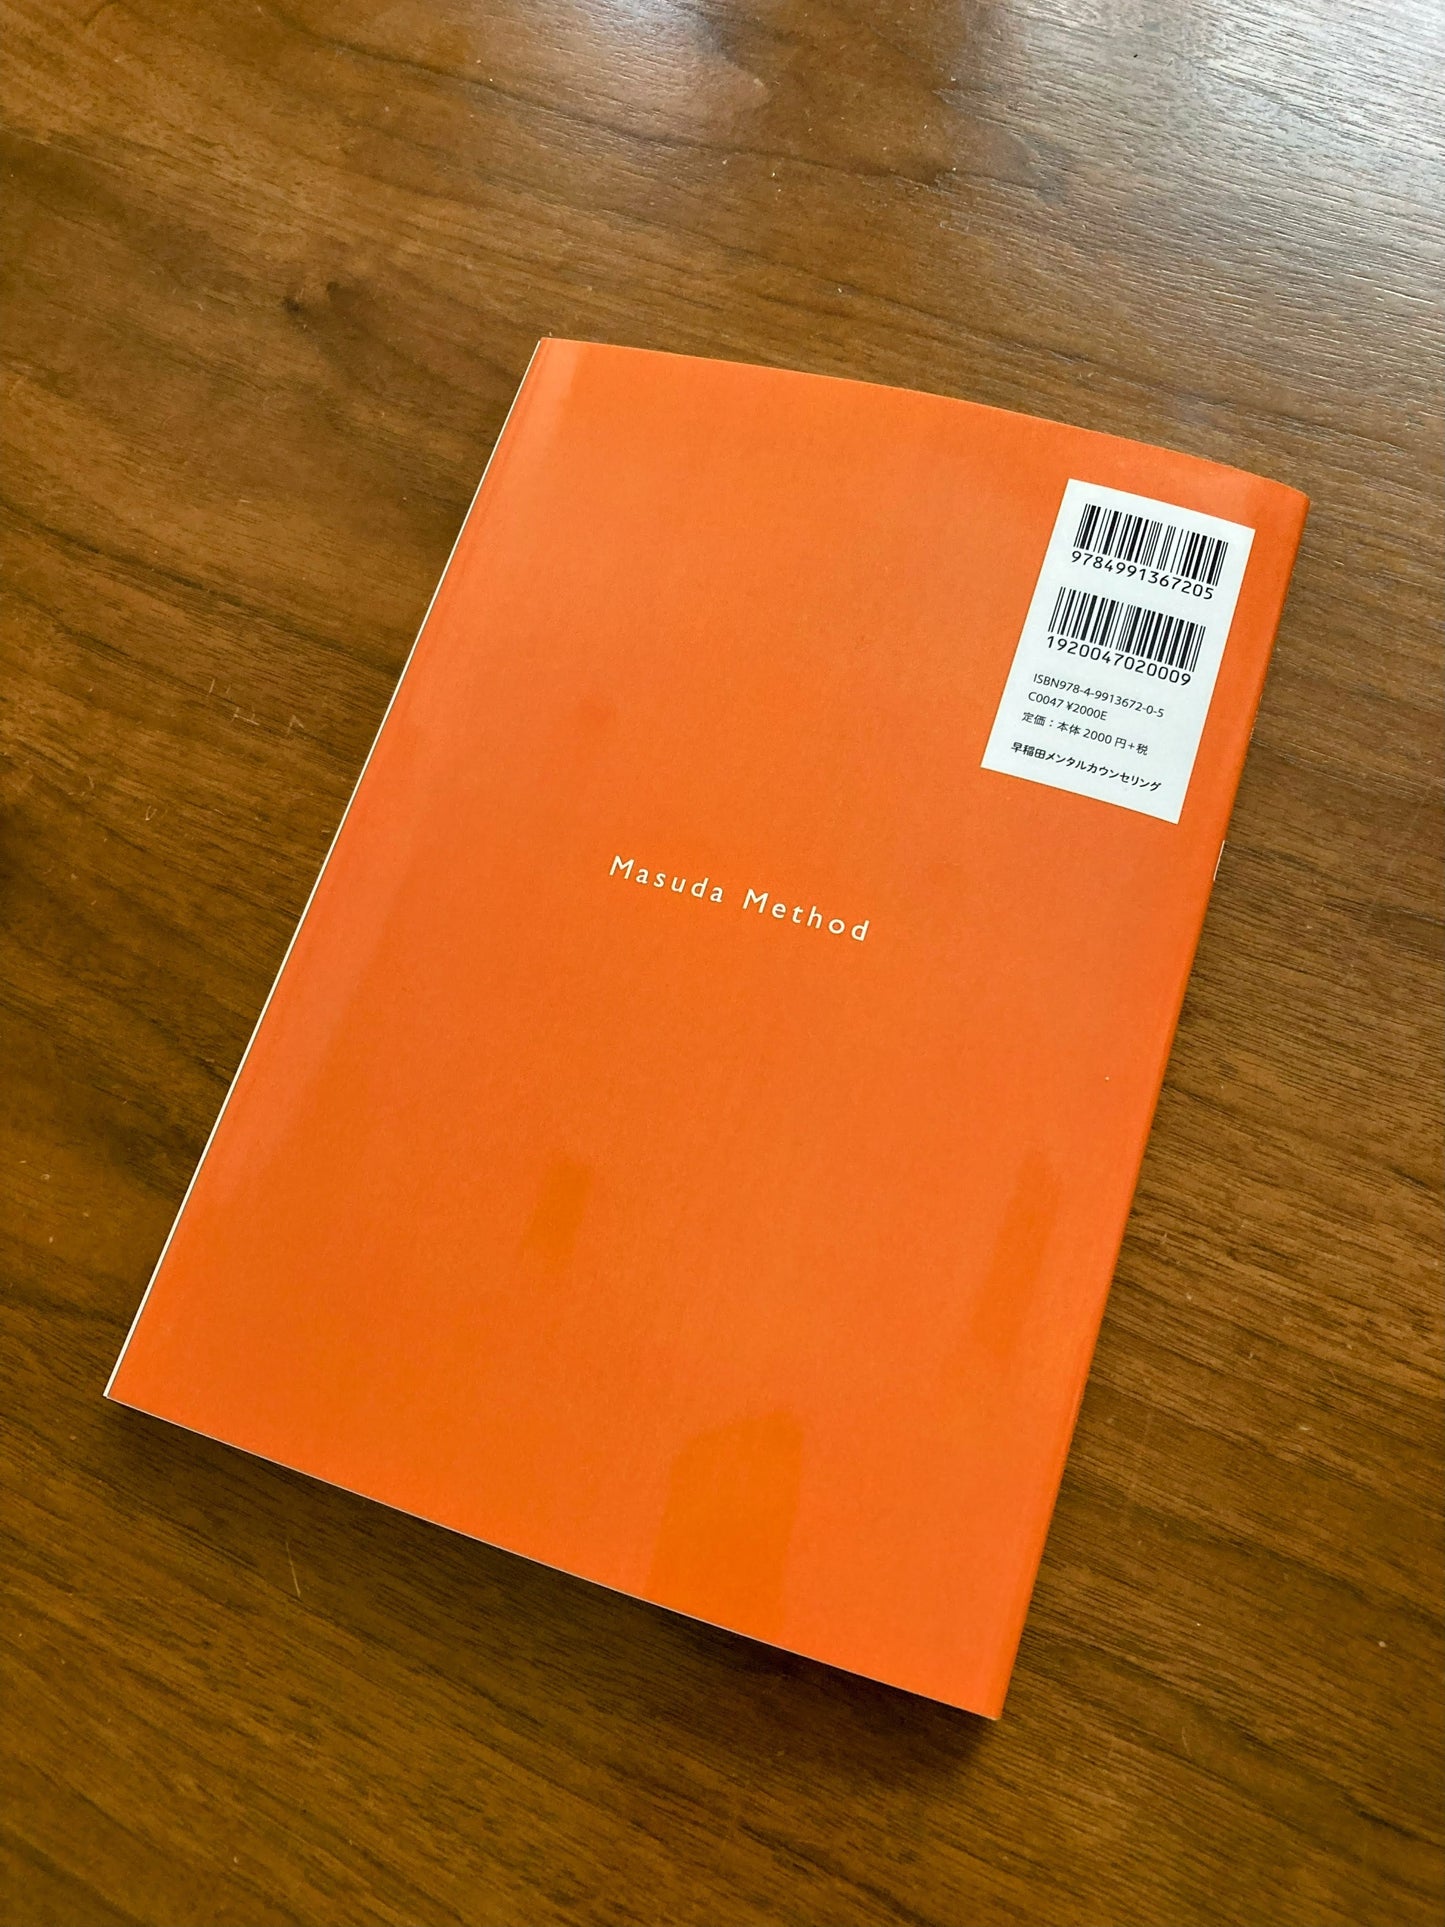 9784991367205
1920047020009
ISBN978-4-9913672-0-5
C0047 ¥2000E
定価：本体 2000 円+税
早稲田メンタルカウンセリング
Masuda Method